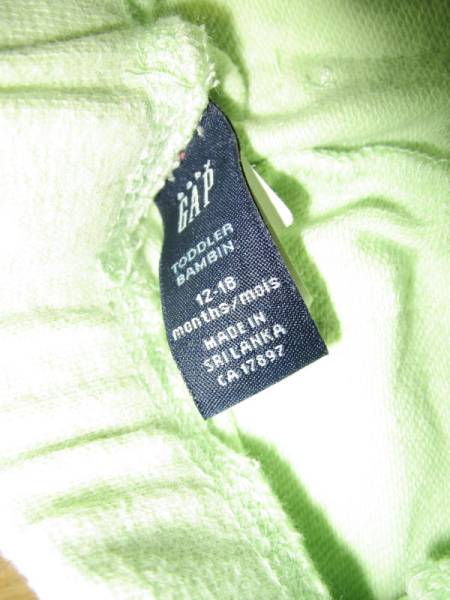 GAP
TODDLER
BAMBIN
12-18
months/mois
MADE IN
SRI LANKA
CA 17897